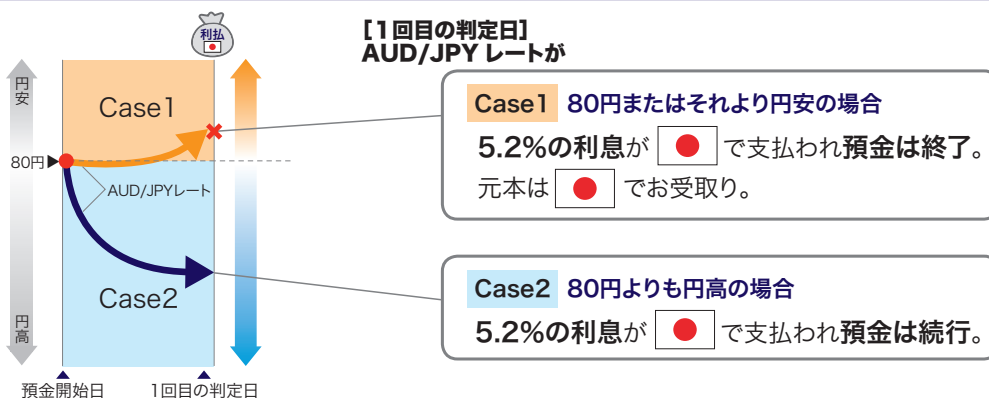 利払
[1回目の判定日]
AUD/JPY レートが
円安
Case1
80円
AUD/JPYレート
Case2
円高
預金開始日
1回目の判定日
Case1 80円またはそれより円安の場合
5.2%の利息が で支払われ預金は終了。
元本は でお受取り。
Case2 80円よりも円高の場合
5.2%の利息が で支払われ預金は続行。